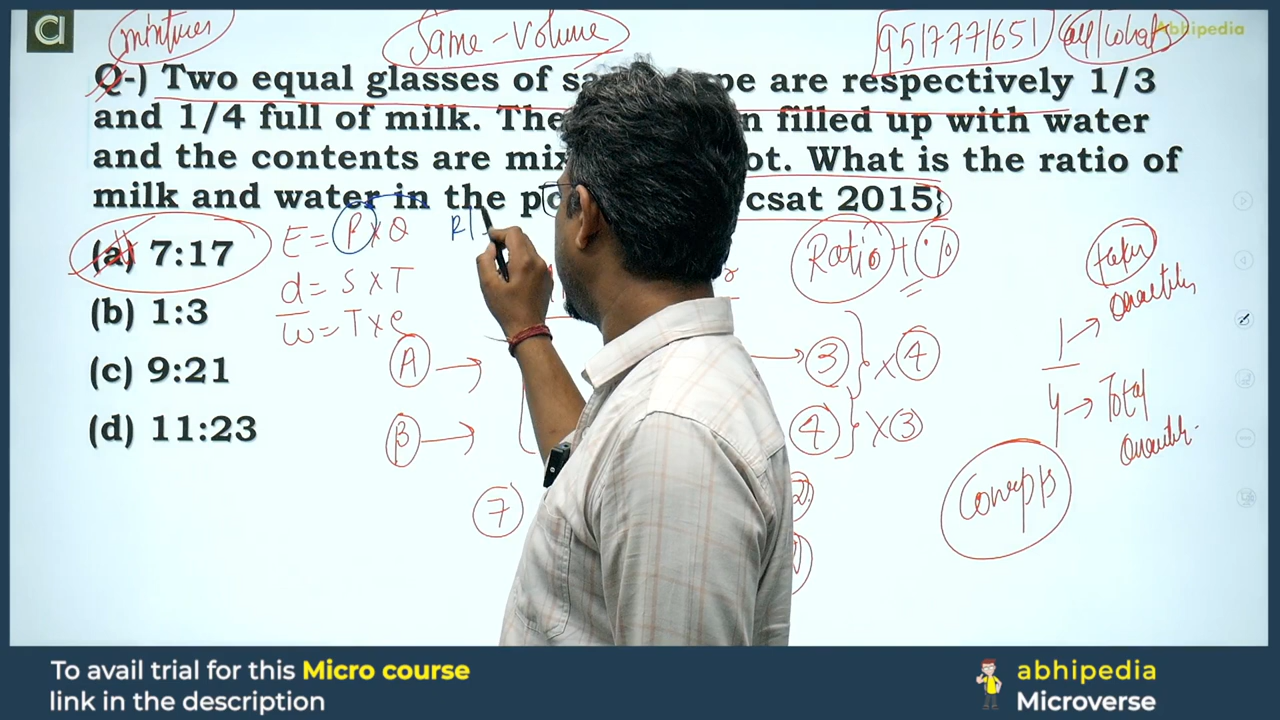 mixtures
Same-Volume
9517771651 call/whats
Abhipedia
Q-) Two equal glasses of sa pe are respectively 1/3
and 1/4 full of milk. The n filled up with water
and the contents are mix ot. What is the ratio of
milk and water in the po csat 2015;
(a) 7:17
(b) 1:3
(c) 9:21
(d) 11:23
E = P x Q
d = S x T
w = T x e
R/
Ratio + %
taken
Quantity
1
4
Total
Quantity
A
3 x 4
B
4 x 3
7
Concepts
To avail trial for this Micro course
link in the description
abhipedia
Microverse